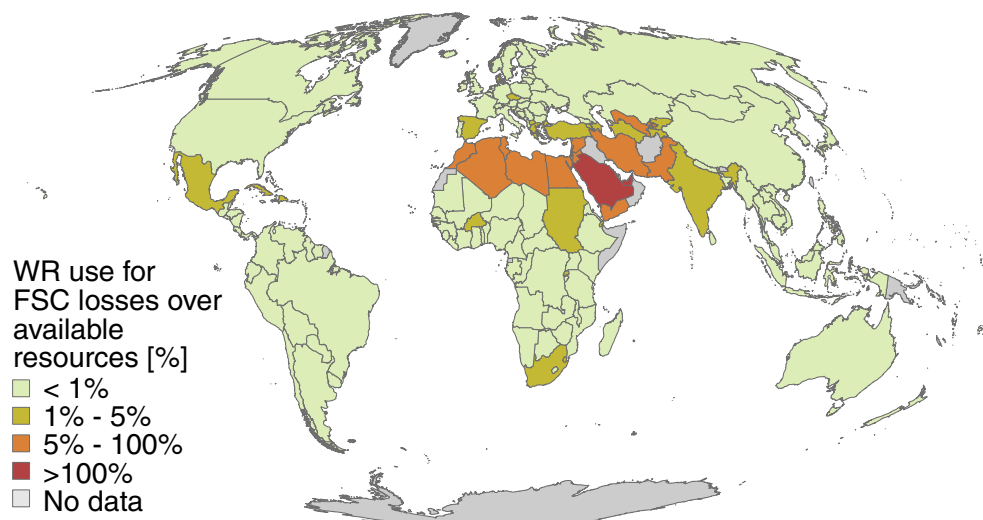 WR use for
FSC losses over
available
resources [%]
< 1%
1% - 5%
5% - 100%
>100%
No data